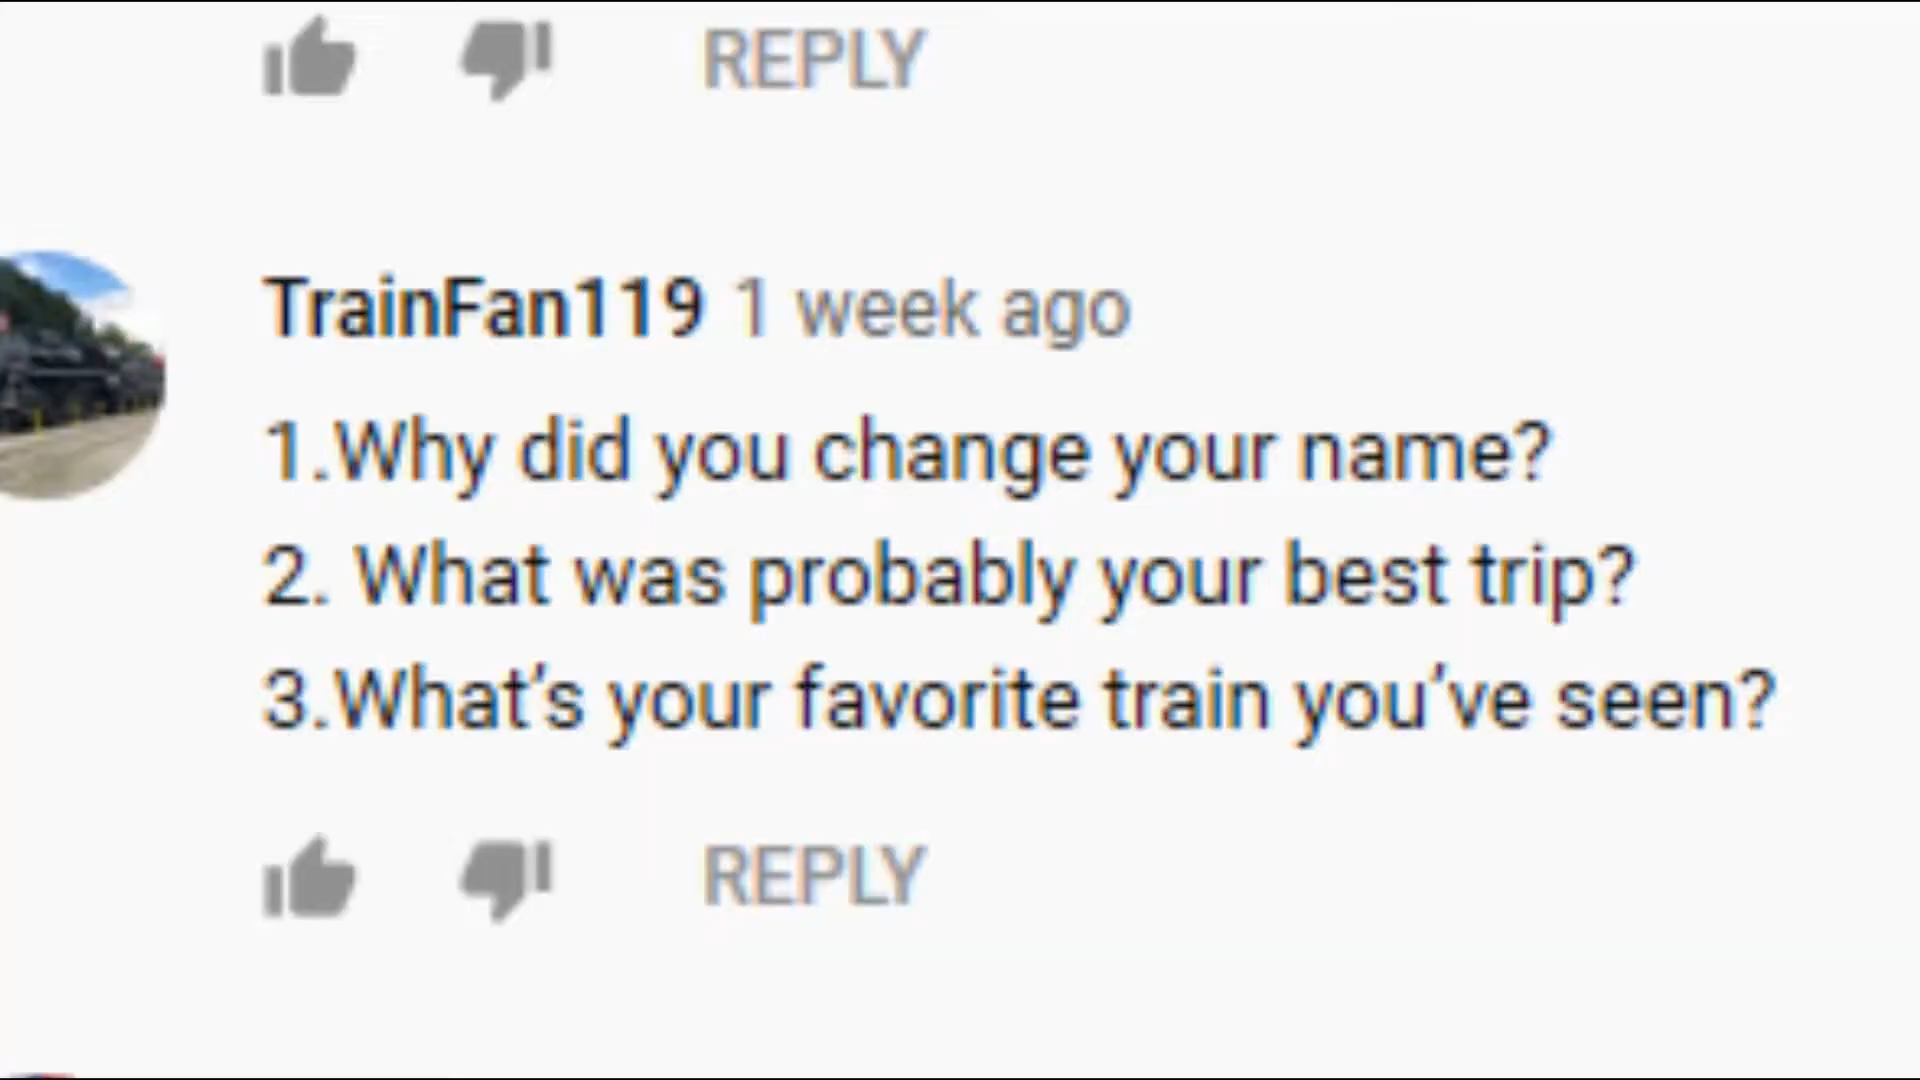 REPLY
TrainFan119 1 week ago
1.Why did you change your name?
2. What was probably your best trip?
3.What’s your favorite train you’ve seen?
REPLY